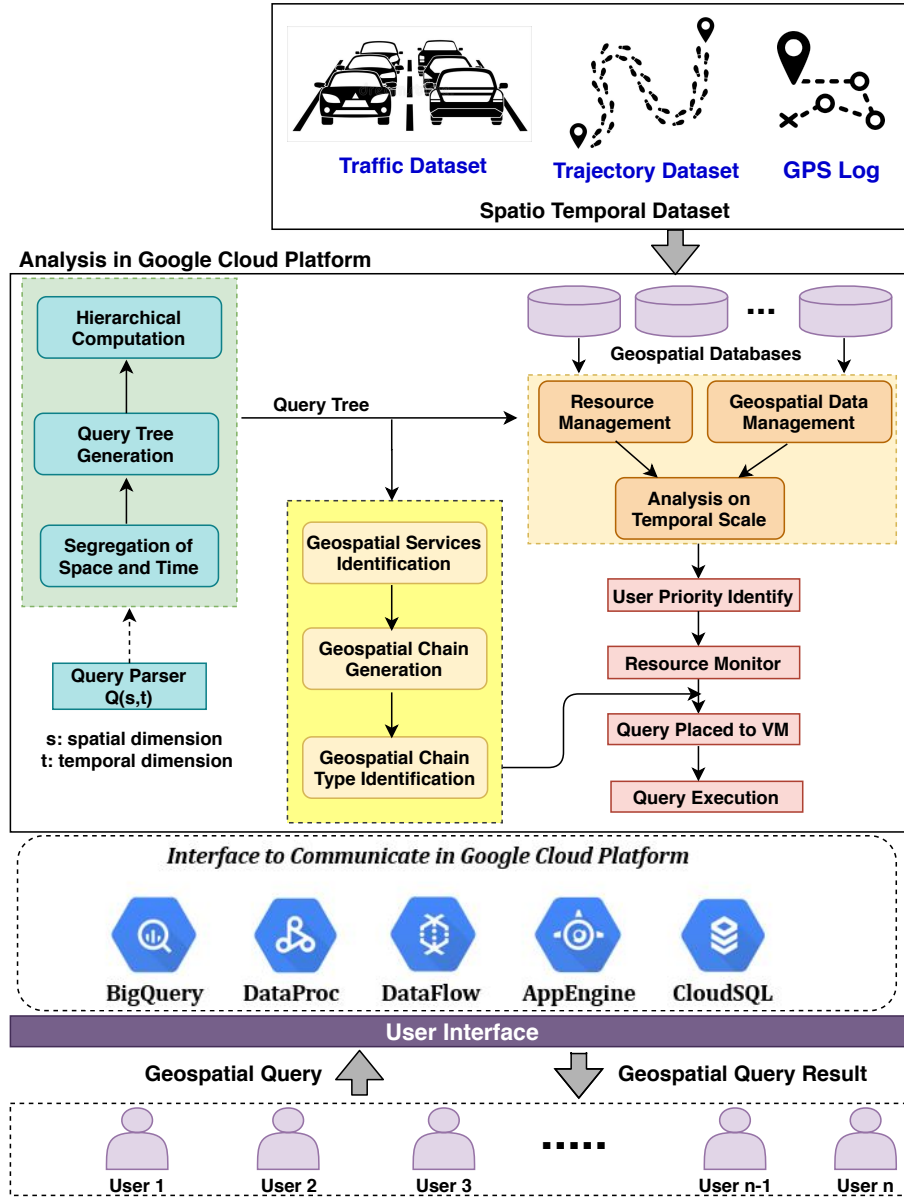 Traffic Dataset
Trajectory Dataset
GPS Log
Spatio Temporal Dataset
Analysis in Google Cloud Platform
Hierarchical
Computation
Query Tree
Generation
Segregation of
Space and Time
Query Parser
Q(s,t)
s: spatial dimension
t: temporal dimension
Query Tree
Geospatial Services
Identification
Geospatial Chain
Generation
Geospatial Chain
Type Identification
...
Geospatial Databases
Resource
Management
Geospatial Data
Management
Analysis on
Temporal Scale
User Priority Identify
Resource Monitor
Query Placed to VM
Query Execution
Interface to Communicate in Google Cloud Platform
BigQuery
DataProc
DataFlow
AppEngine
CloudSQL
User Interface
Geospatial Query
Geospatial Query Result
User 1
User 2
User 3
.....
User n-1
User n